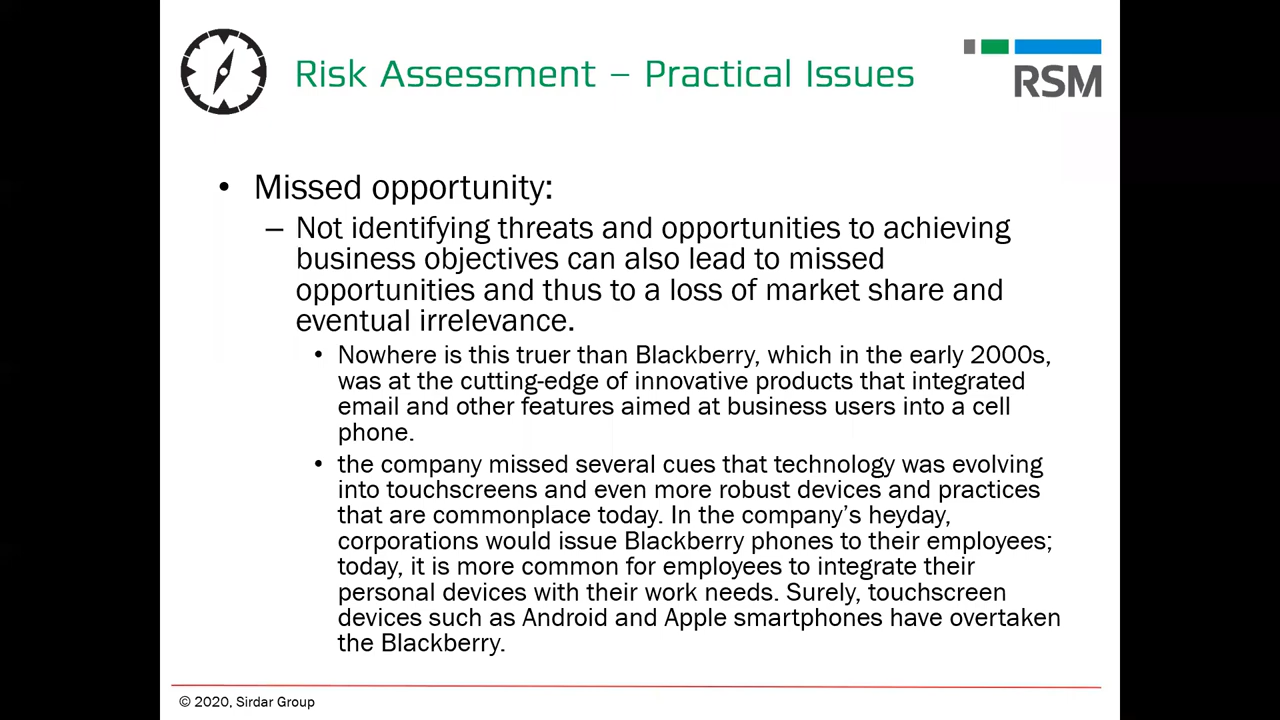 Risk Assessment – Practical Issues
RSM
• Missed opportunity:
– Not identifying threats and opportunities to achieving
business objectives can also lead to missed
opportunities and thus to a loss of market share and
eventual irrelevance.
• Nowhere is this truer than Blackberry, which in the early 2000s,
was at the cutting-edge of innovative products that integrated
email and other features aimed at business users into a cell
phone.
• the company missed several cues that technology was evolving
into touchscreens and even more robust devices and practices
that are commonplace today. In the company’s heyday,
corporations would issue Blackberry phones to their employees;
today, it is more common for employees to integrate their
personal devices with their work needs. Surely, touchscreen
devices such as Android and Apple smartphones have overtaken
the Blackberry.
© 2020, Sirdar Group